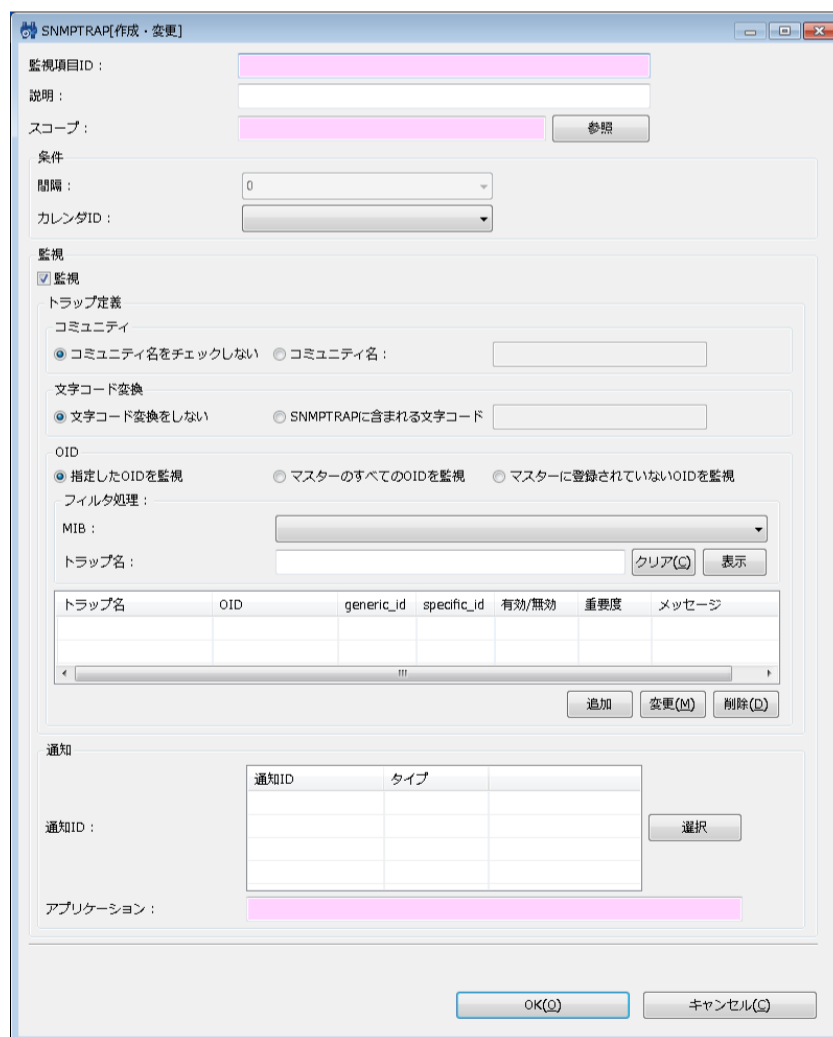 SNMPTRAP[作成・変更]
監視項目ID：
説明：
スコープ： 参照
条件
間隔： 0
カレンダID：
監視
監視
トラップ定義
コミュニティ
コミュニティ名をチェックしない コミュニティ名：
文字コード変換
文字コード変換をしない SNMPTRAPに含まれる文字コード
OID
指定したOIDを監視 マスターのすべてのOIDを監視 マスターに登録されていないOIDを監視
フィルタ処理：
MIB：
トラップ名： クリア(C) 表示
トラップ名 OID generic_id specific_id 有効/無効 重要度 メッセージ
追加 変更(M) 削除(D)
通知
通知ID タイプ
通知ID： 選択
アプリケーション：
OK(O) キャンセル(C)